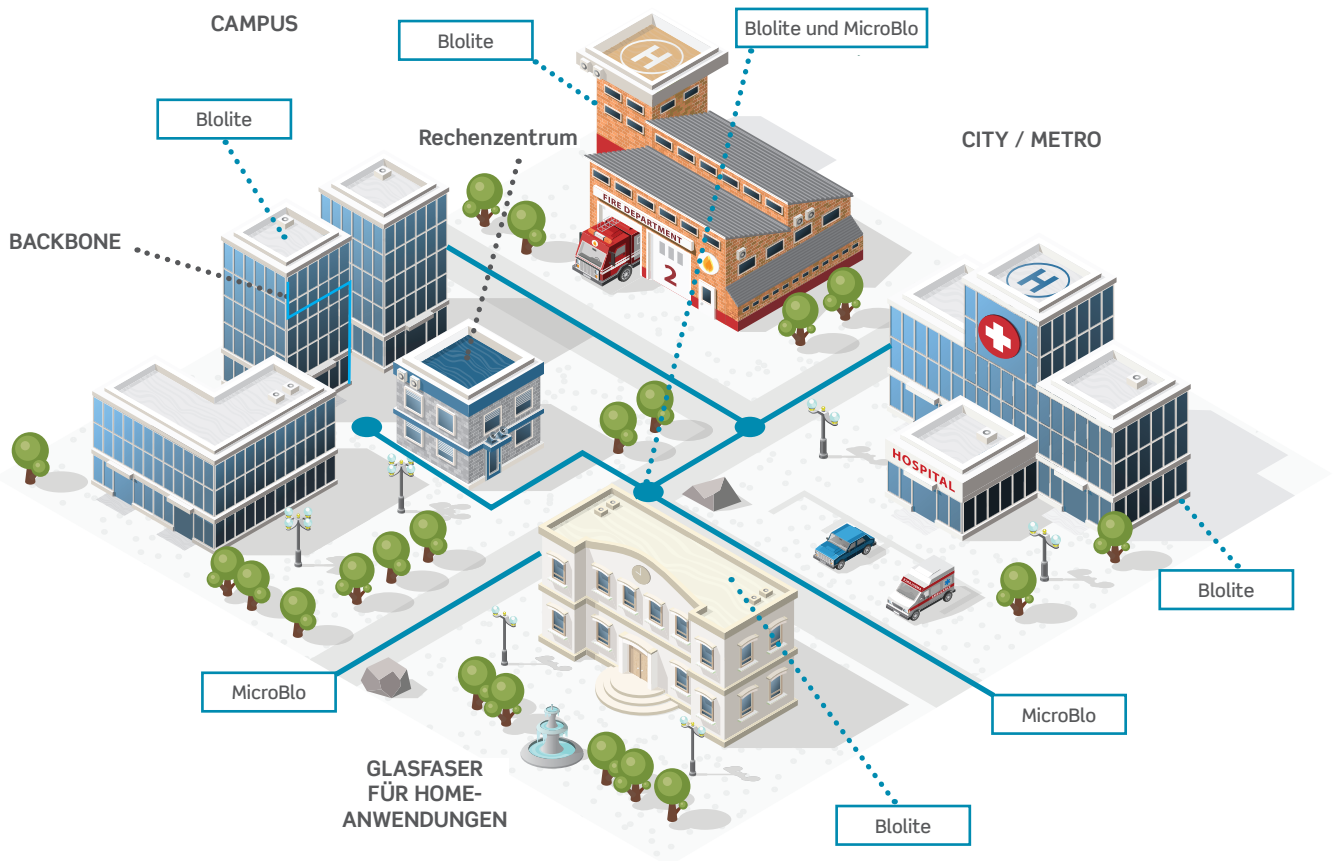 CAMPUS
Blolite
Blolite und MicroBlo
Blolite
Rechenzentrum
CITY / METRO
BACKBONE
FIRE DEPARTMENT
2
H
H
HOSPITAL
Blolite
MicroBlo
MicroBlo
GLASFASER
FÜR HOME-
ANWENDUNGEN
Blolite